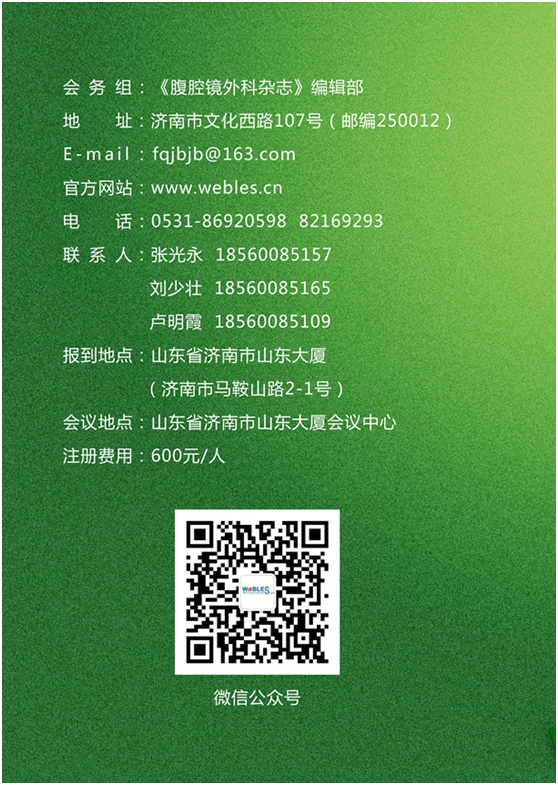 会务组：《腹腔镜外科杂志》编辑部
地址：济南市文化西路107号（邮编250012）
E-mail：fqjbjb@163.com
官方网站：www.webles.cn
电话：0531-86920598 82169293
联系人：张光永 18560085157
刘少壮 18560085165
卢明霞 18560085109
报到地点：山东省济南市山东大厦
（济南市马鞍山路2-1号）
会议地点：山东省济南市山东大厦会议中心
注册费用：600元/人
WeBLES
微信公众号